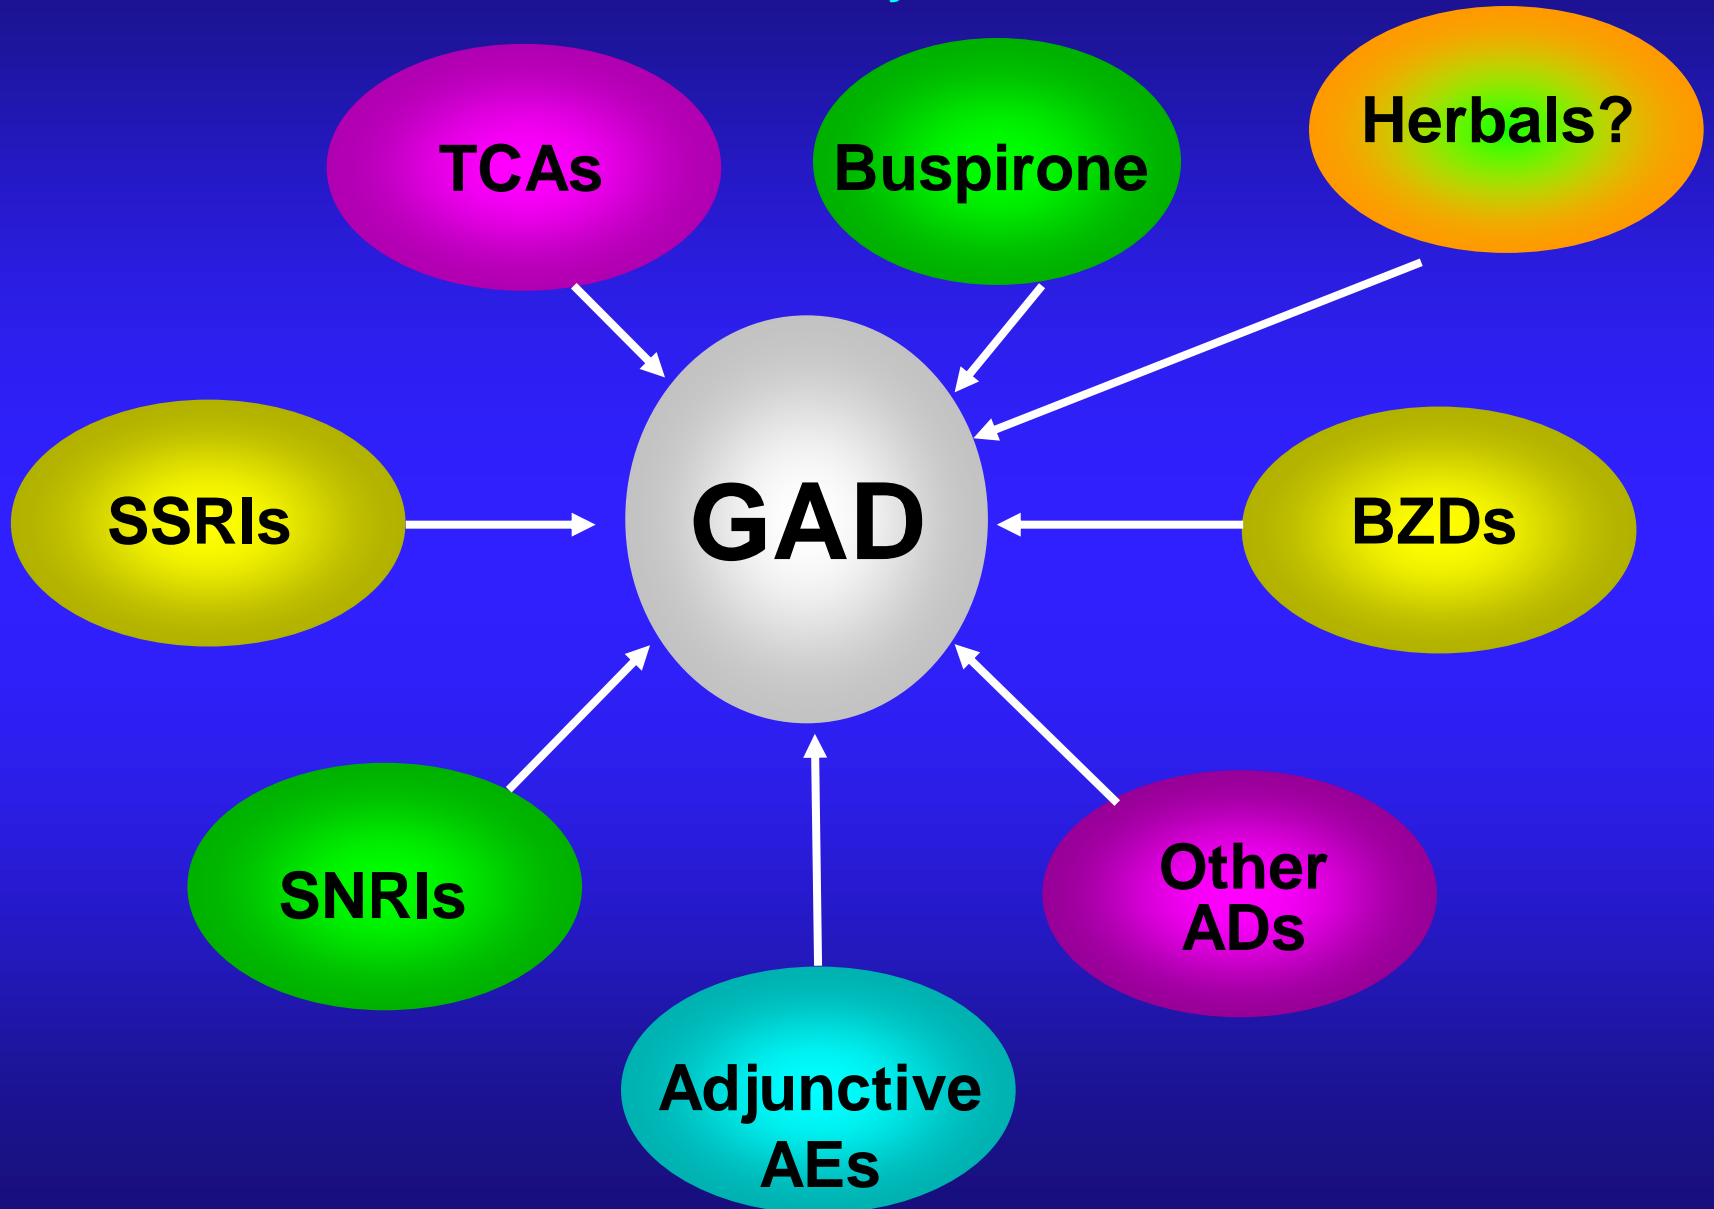 TCAs
Buspirone
Herbals?
SSRIs
GAD
BZDs
SNRIs
Other
ADs
Adjunctive
AEs